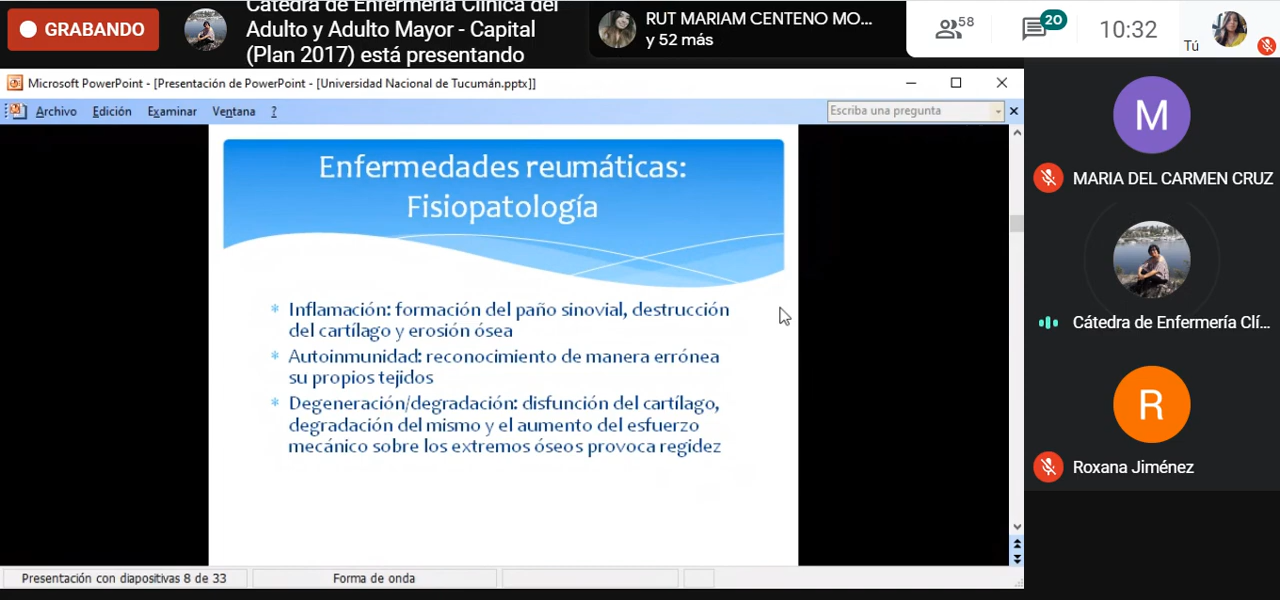 GRABANDO
Cátedra de Enfermería Clínica del
Adulto y Adulto Mayor - Capital
(Plan 2017) está presentando
RUT MARIAM CENTENO MO...
y 52 más
58
20
10:32
Tú
Microsoft PowerPoint - [Presentación de PowerPoint - [Universidad Nacional de Tucumán.pptx]]
Archivo Edición Examinar Ventana ?
Escriba una pregunta
Enfermedades reumáticas:
Fisiopatología
Inflamación: formación del paño sinovial, destrucción
del cartílago y erosión ósea
Autoinmunidad: reconocimiento de manera errónea
su propios tejidos
Degeneración/degradación: disfunción del cartílago,
degradación del mismo y el aumento del esfuerzo
mecánico sobre los extremos óseos provoca regidez
M
MARIA DEL CARMEN CRUZ
Cátedra de Enfermería Clí...
R
Roxana Jiménez
Presentación con diapositivas 8 de 33
Forma de onda